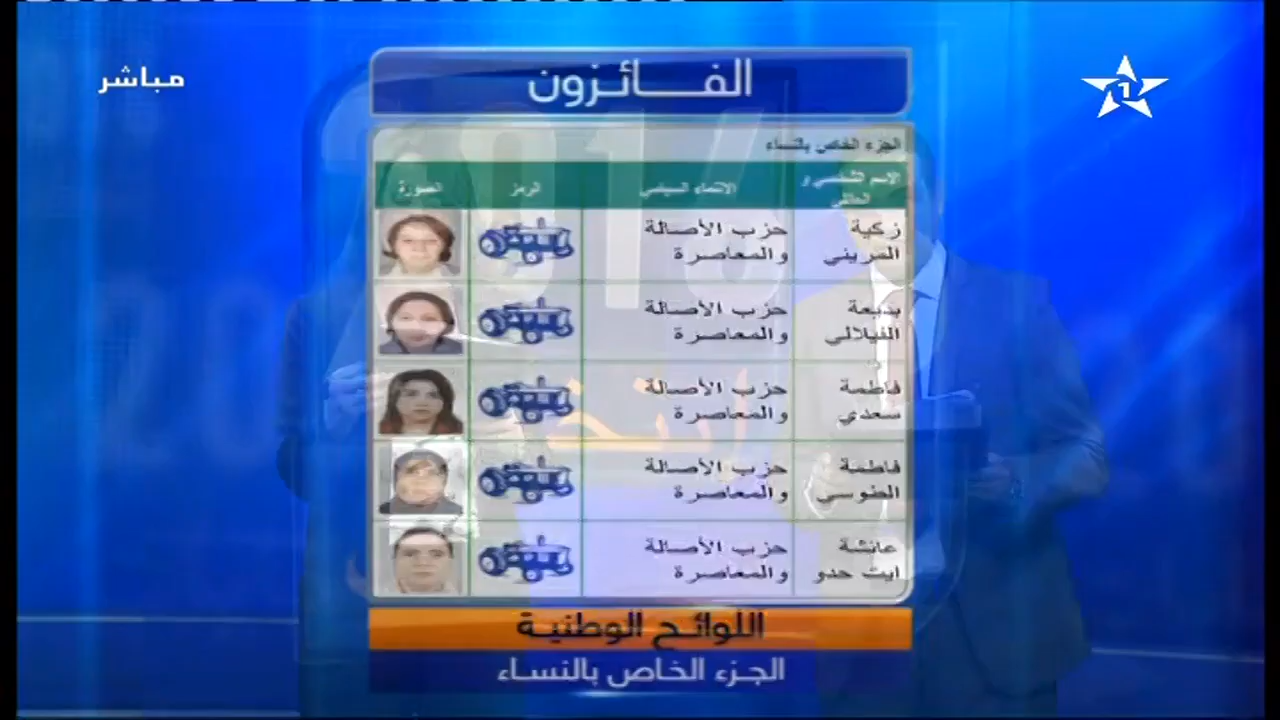 مباشر
1
الفائزون
الجزء الخاص بالنساء
الاسم الشخصي و العائلي
الانتماء السياسي
الرمز
الصورة
زكية المريني
حزب الأصالة والمعاصرة
بديعة الفيلالي
حزب الأصالة والمعاصرة
فاطمة سعدي
حزب الأصالة والمعاصرة
فاطمة الطوسي
حزب الأصالة والمعاصرة
عائشة ايت حدو
حزب الأصالة والمعاصرة
اللوائح الوطنية
الجزء الخاص بالنساء